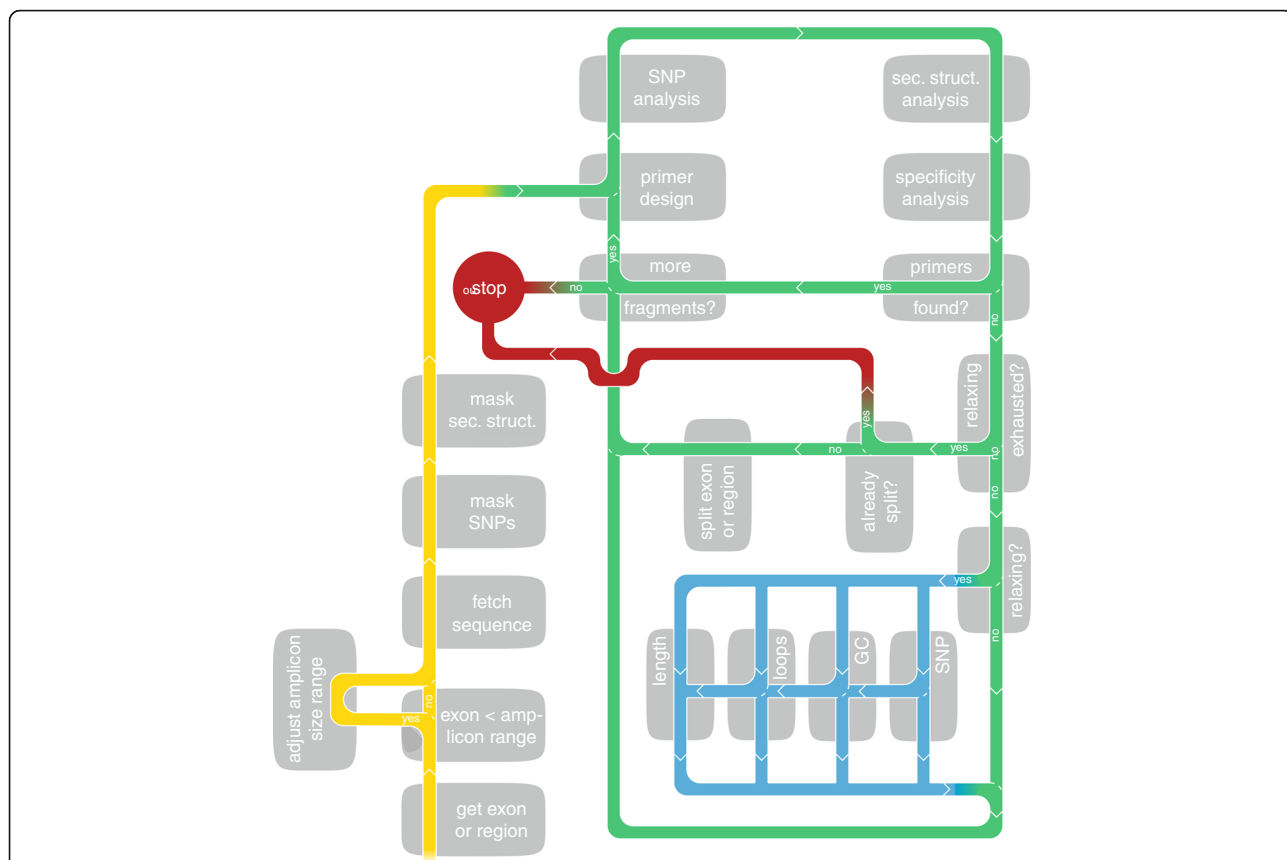 SNP
analysis
sec. struct.
analysis
primer
design
specificity
analysis
yes
more
fragments?
primers
found?
no
yes
no
oustop
mask
sec. struct.
relaxing
exhausted?
yes
no
yes
no
no
split exon
or region
already
split?
mask
SNPs
relaxing?
yes
no
fetch
sequence
length
loops
GC
SNP
adjust amplicon
size range
no
yes
exon < amp-
licon range
get exon
or region